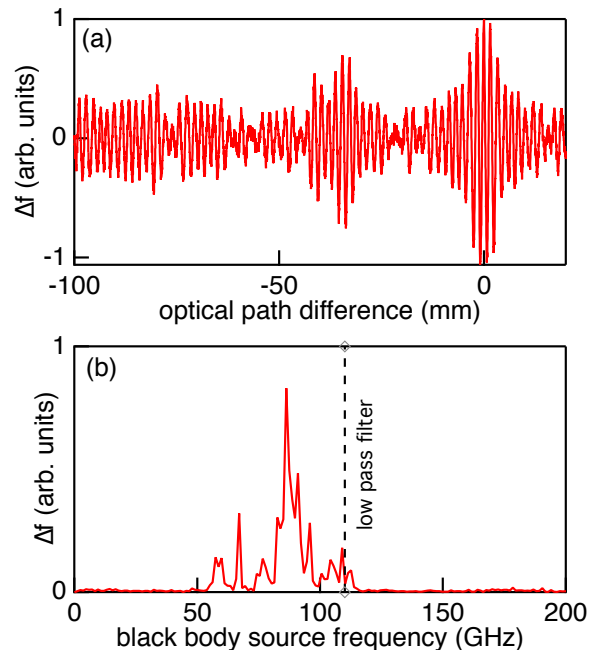 1
(a)
Δf (arb. units)
0
-1
-100
-50
0
optical path difference (mm)
1
(b)
Δf (arb. units)
low pass filter
0
0
50
100
150
200
black body source frequency (GHz)